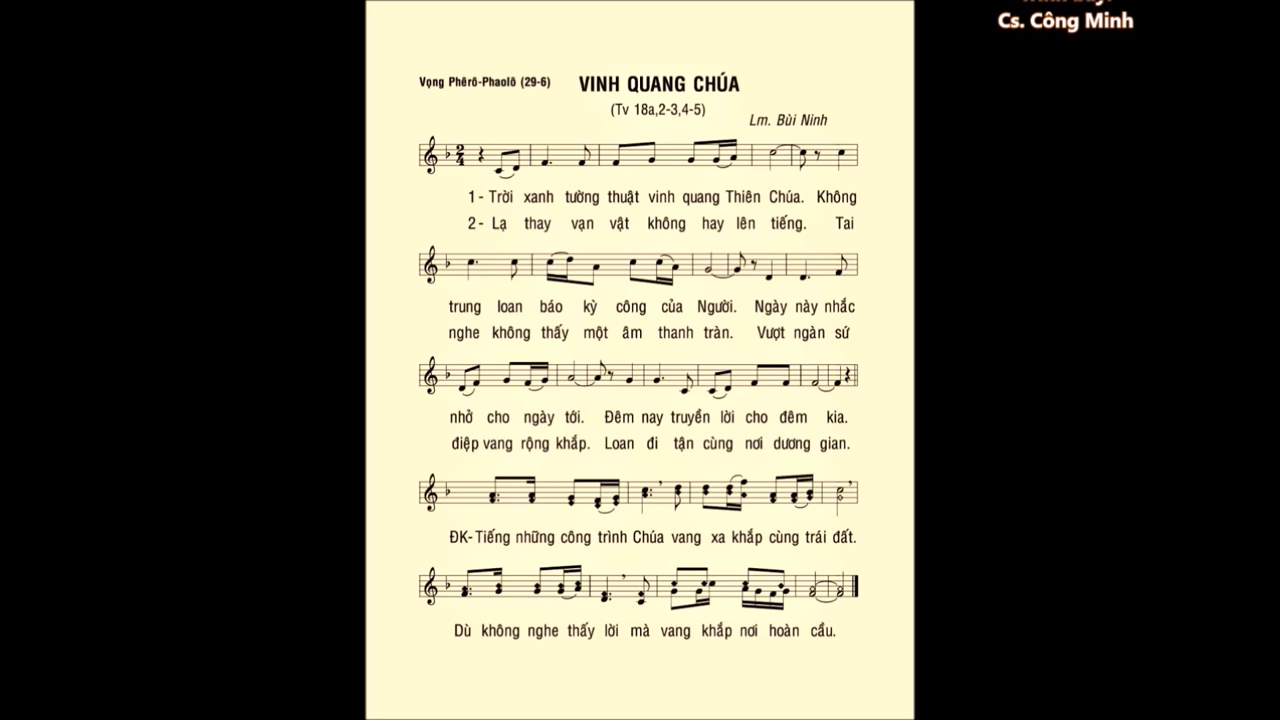 Cs. Công Minh
Vọng Phêrô-Phaolô (29-6)
VINH QUANG CHÚA
(Tv 18a,2-3,4-5)
Lm. Bùi Ninh
1- Trời xanh tường thuật vinh quang Thiên Chúa. Không
2- Lạ thay vạn vật không hay lên tiếng. Tai
trung loan báo kỳ công của Người. Ngày này nhắc
nghe không thấy một âm thanh tràn. Vượt ngàn sứ
nhở cho ngày tới. Đêm nay truyền lời cho đêm kia.
điệp vang rộng khắp. Loan đi tận cùng nơi dương gian.
ĐK- Tiếng những công trình Chúa vang xa khắp cùng trái đất.
Dù không nghe thấy lời mà vang khắp nơi hoàn cầu.